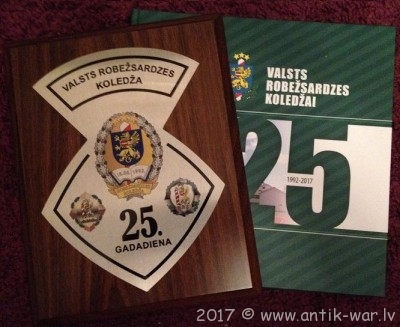 VALSTS ROBEŽSARDZES
KOLEDŽA
25.
GADADIENA
VALSTS
ROBEŽSARDZES
KOLEDŽAI
25
1992-2017
2017 © www.antik-war.lv